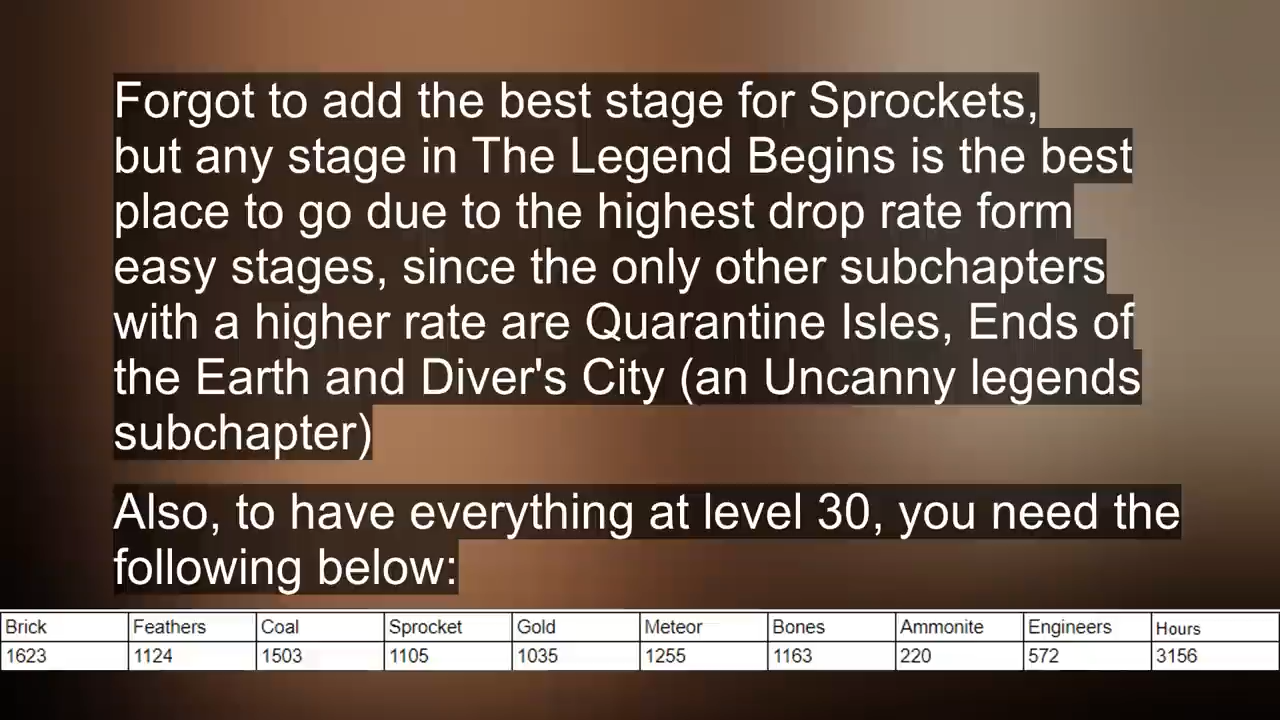 Forgot to add the best stage for Sprockets,
but any stage in The Legend Begins is the best
place to go due to the highest drop rate form
easy stages, since the only other subchapters
with a higher rate are Quarantine Isles, Ends of
the Earth and Diver's City (an Uncanny legends
subchapter)
Also, to have everything at level 30, you need the
following below:
Brick Feathers Coal Sprocket Gold Meteor Bones Ammonite Engineers Hours
1623 1124 1503 1105 1035 1255 1163 220 572 3156